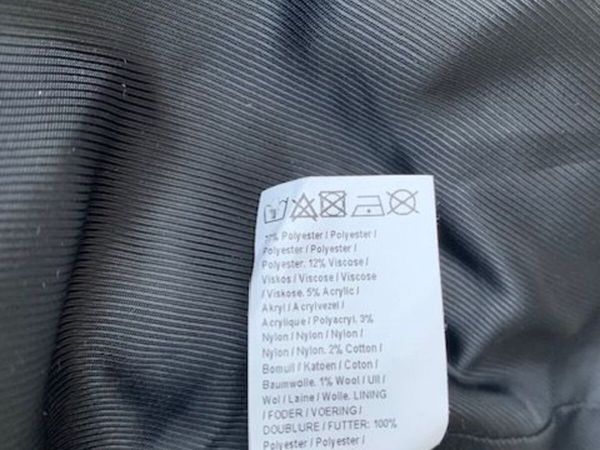 77% Polyester / Polyester /
Polyester / Polyester /
Polyester. 12% Viscose /
Viskos / Viscose / Viscose
/ Viskose. 5% Acrylic /
Akryl / Acrylvezel /
Acrylique / Polyacryl. 3%
Nylon / Nylon / Nylon /
Nylon / Nylon. 2% Cotton /
Bomull / Katoen / Coton /
Baumwolle. 1% Wool / Ull /
Wol / Laine / Wolle. LINING
/ FODER / VOERING /
DOUBLURE / FUTTER: 100%
Polyester / Polyester /